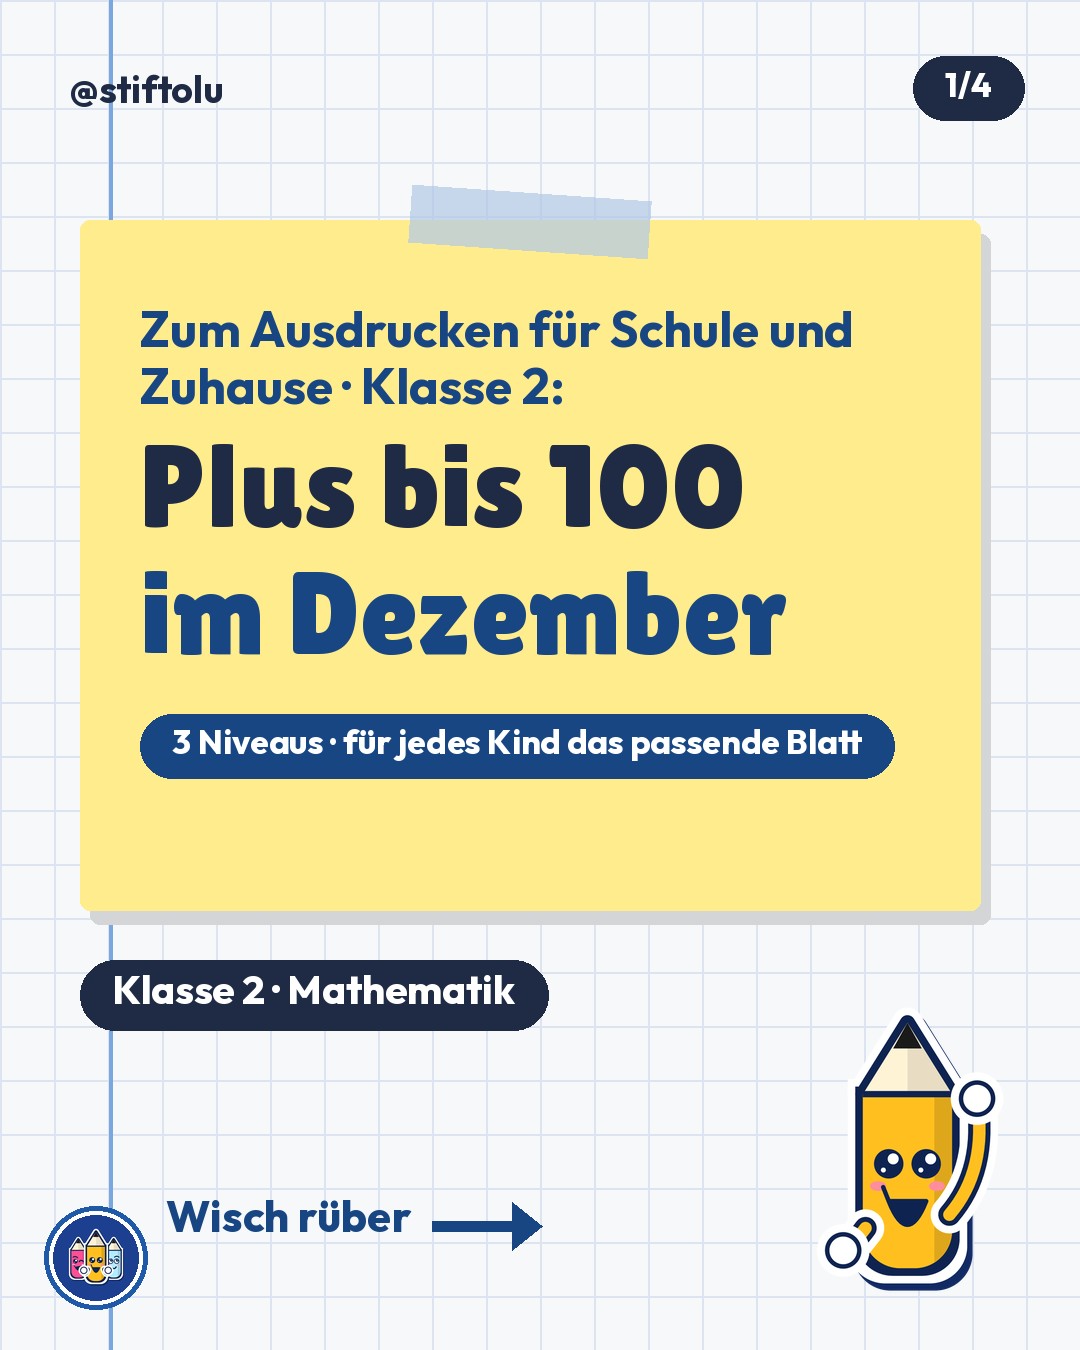 @stiftolu
1/4
Zum Ausdrucken für Schule und
Zuhause · Klasse 2:
Plus bis 100
im Dezember
3 Niveaus · für jedes Kind das passende Blatt
Klasse 2 · Mathematik
Wisch rüber